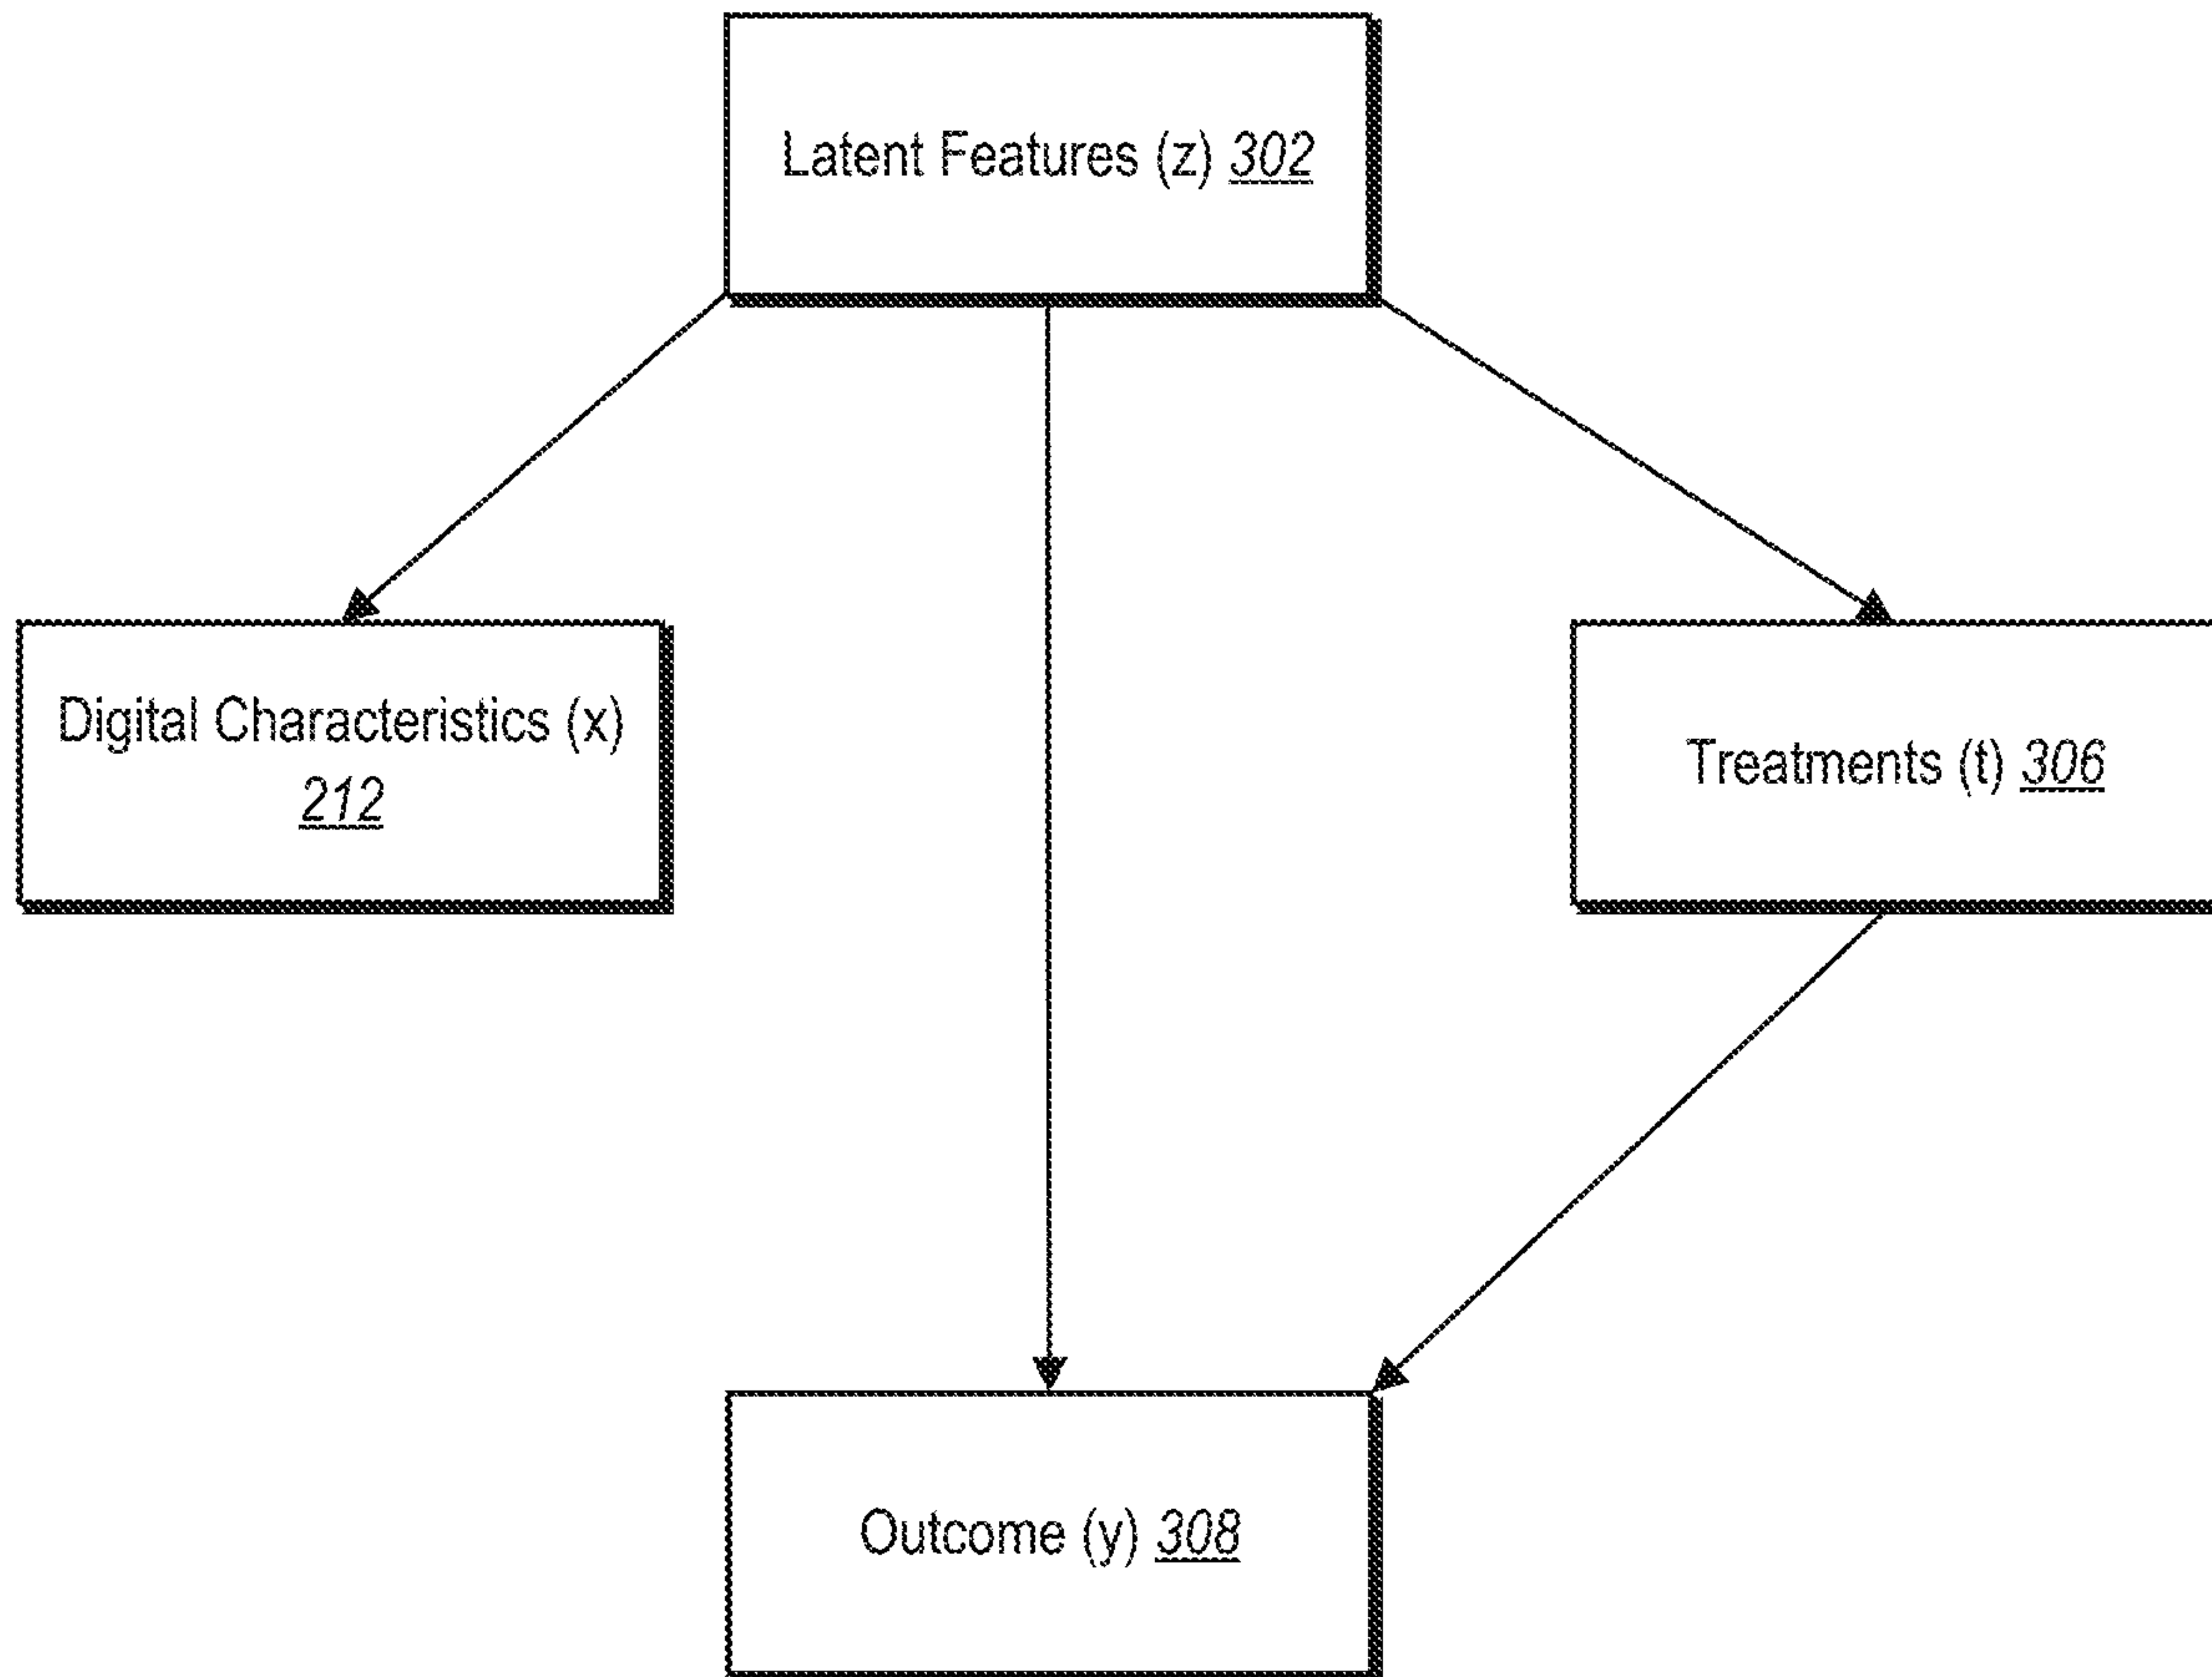 Latent Features (z) 302
Digital Characteristics (x)
212
Treatments (t) 306
Outcome (y) 308